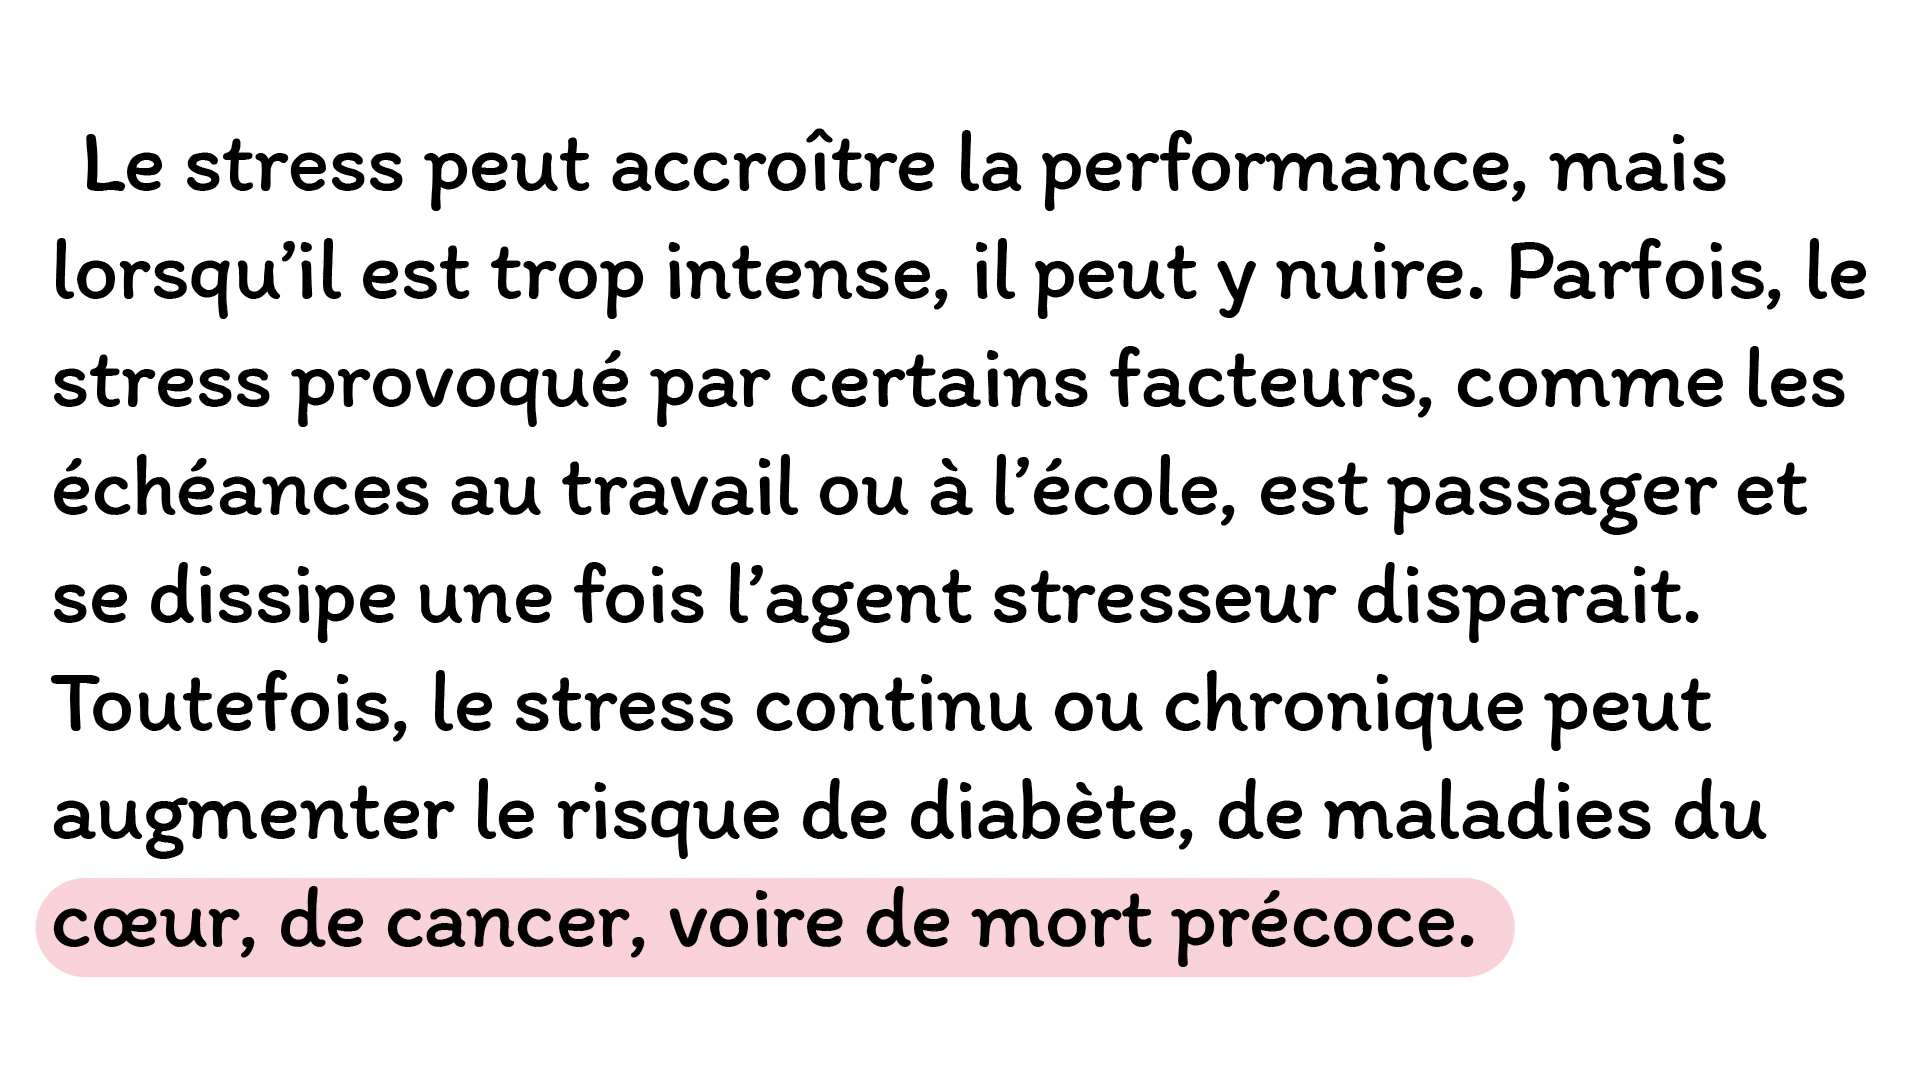 Le stress peut accroître la performance, mais
lorsqu’il est trop intense, il peut y nuire. Parfois, le
stress provoqué par certains facteurs, comme les
échéances au travail ou à l’école, est passager et
se dissipe une fois l’agent stresseur disparait.
Toutefois, le stress continu ou chronique peut
augmenter le risque de diabète, de maladies du
cœur, de cancer, voire de mort précoce.